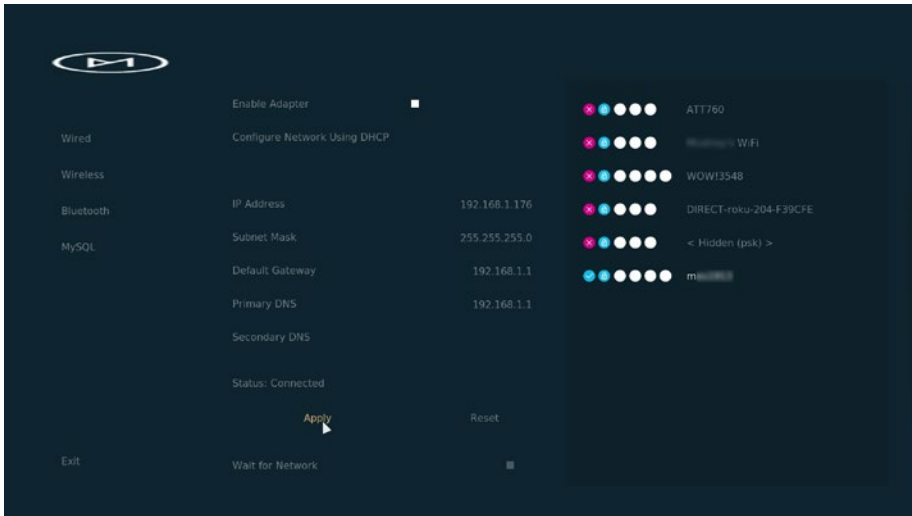 Enable Adapter
Configure Network Using DHCP
Wired
Wireless
Bluetooth
MySQL
Exit
IP Address 192.168.1.176
Subnet Mask 255.255.255.0
Default Gateway 192.168.1.1
Primary DNS 192.168.1.1
Secondary DNS
Status: Connected
Apply Reset
Wait for Network
ATT760
WiFi
WOW!3548
DIRECT-roku-204-F39CFE
< Hidden (psk) >